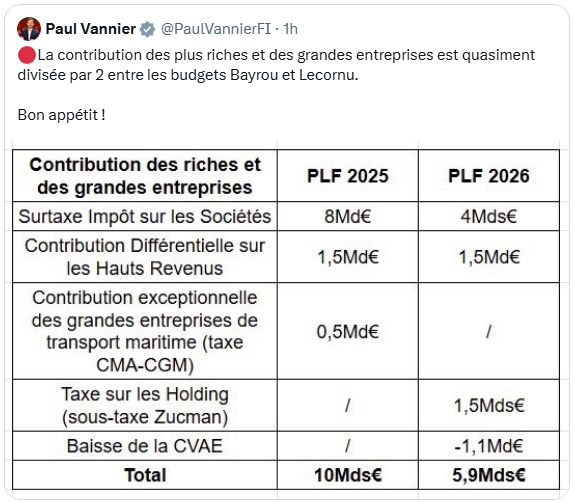 Paul Vannier @PaulVannierFI · 1h
🔴La contribution des plus riches et des grandes entreprises est quasiment
divisée par 2 entre les budgets Bayrou et Lecornu.
Bon appétit !
Contribution des riches et
des grandes entreprises
PLF 2025
PLF 2026
Surtaxe Impôt sur les Sociétés
8Md€
4Mds€
Contribution Différentielle sur
les Hauts Revenus
1,5Md€
1,5Md€
Contribution exceptionnelle
des grandes entreprises de
transport maritime (taxe
CMA-CGM)
0,5Md€
/
Taxe sur les Holding
(sous-taxe Zucman)
/
1,5Mds€
Baisse de la CVAE
/
-1,1Md€
Total
10Mds€
5,9Mds€